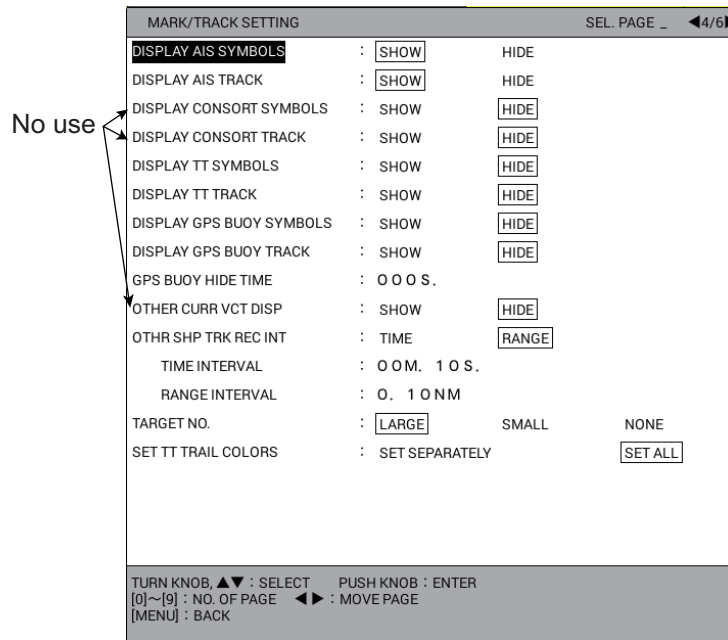 MARK/TRACK SETTING SEL. PAGE _ ◀4/6▶
DISPLAY AIS SYMBOLS : SHOW HIDE
DISPLAY AIS TRACK : SHOW HIDE
DISPLAY CONSORT SYMBOLS : SHOW HIDE
No use
DISPLAY CONSORT TRACK : SHOW HIDE
DISPLAY TT SYMBOLS : SHOW HIDE
DISPLAY TT TRACK : SHOW HIDE
DISPLAY GPS BUOY SYMBOLS : SHOW HIDE
DISPLAY GPS BUOY TRACK : SHOW HIDE
GPS BUOY HIDE TIME : 000S.
OTHER CURR VCT DISP : SHOW HIDE
OTHR SHP TRK REC INT : TIME RANGE
TIME INTERVAL : 00M. 10S.
RANGE INTERVAL : 0. 10NM
TARGET NO. : LARGE SMALL NONE
SET TT TRAIL COLORS : SET SEPARATELY SET ALL
TURN KNOB, ▲▼ : SELECT PUSH KNOB : ENTER
[0]~[9] : NO. OF PAGE ◀ ▶ : MOVE PAGE
[MENU] : BACK